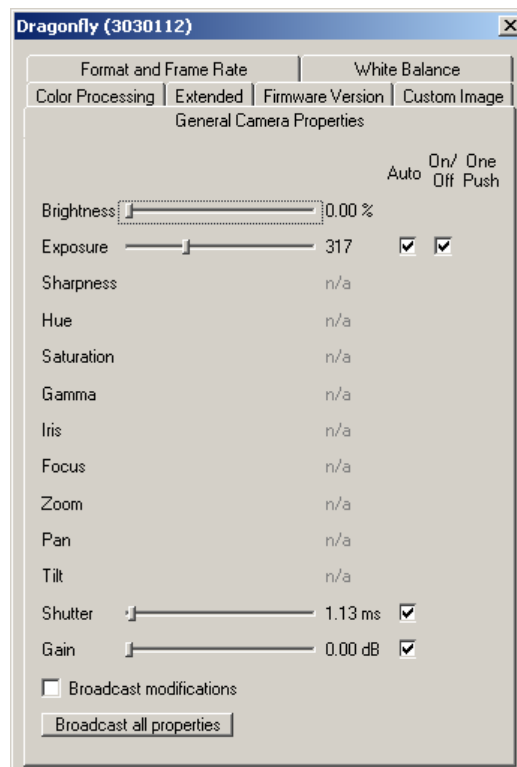 Dragonfly (3030112)
Format and Frame Rate White Balance
Color Processing Extended Firmware Version Custom Image
General Camera Properties
Auto On/ Off One Push
Brightness 0.00 %
Exposure 317
Sharpness n/a
Hue n/a
Saturation n/a
Gamma n/a
Iris n/a
Focus n/a
Zoom n/a
Pan n/a
Tilt n/a
Shutter 1.13 ms
Gain 0.00 dB
Broadcast modifications
Broadcast all properties